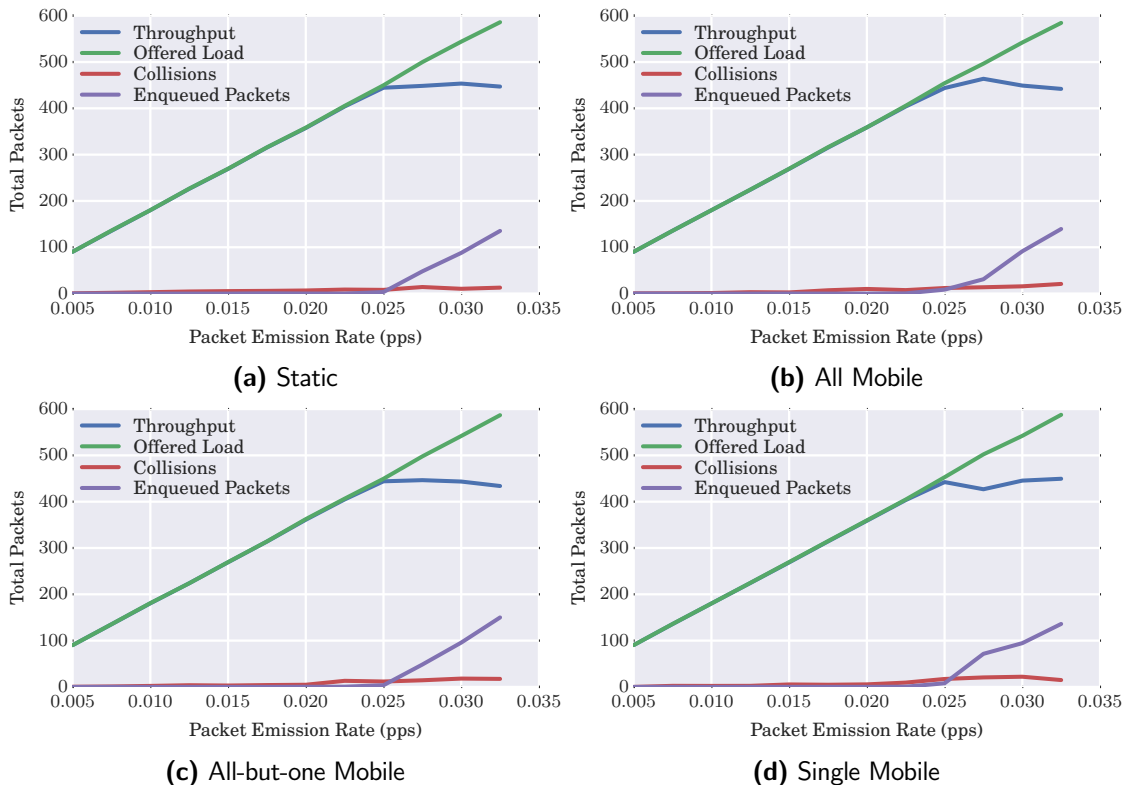 600
500
400
300
200
100
0
Total Packets
Throughput
Offered Load
Collisions
Enqueued Packets
0.005 0.010 0.015 0.020 0.025 0.030 0.035
Packet Emission Rate (pps)
(a) Static
600
500
400
300
200
100
0
Total Packets
Throughput
Offered Load
Collisions
Enqueued Packets
0.005 0.010 0.015 0.020 0.025 0.030 0.035
Packet Emission Rate (pps)
(b) All Mobile
600
500
400
300
200
100
0
Total Packets
Throughput
Offered Load
Collisions
Enqueued Packets
0.005 0.010 0.015 0.020 0.025 0.030 0.035
Packet Emission Rate (pps)
(c) All-but-one Mobile
600
500
400
300
200
100
0
Total Packets
Throughput
Offered Load
Collisions
Enqueued Packets
0.005 0.010 0.015 0.020 0.025 0.030 0.035
Packet Emission Rate (pps)
(d) Single Mobile